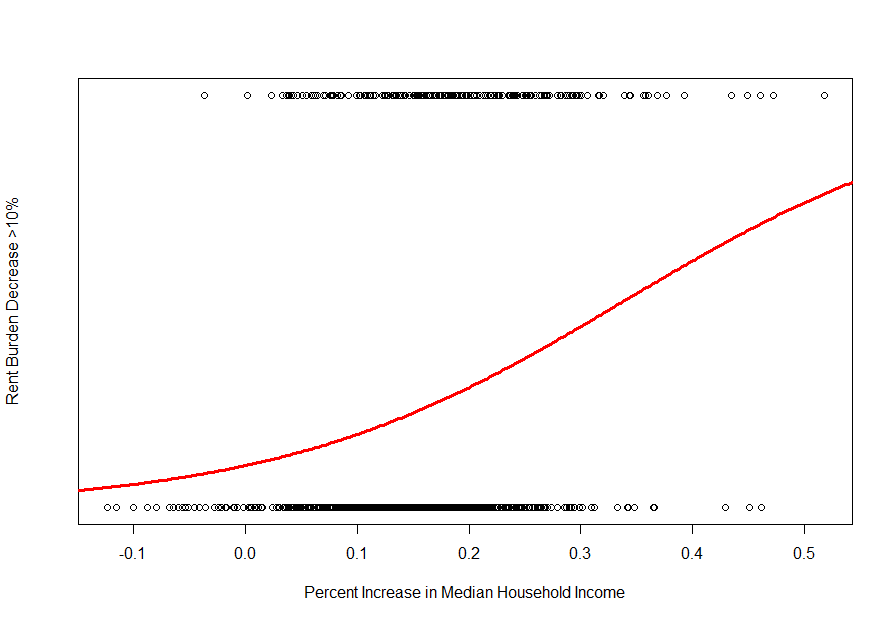 Rent Burden Decrease >10%
-0.1 0.0 0.1 0.2 0.3 0.4 0.5
Percent Increase in Median Household Income